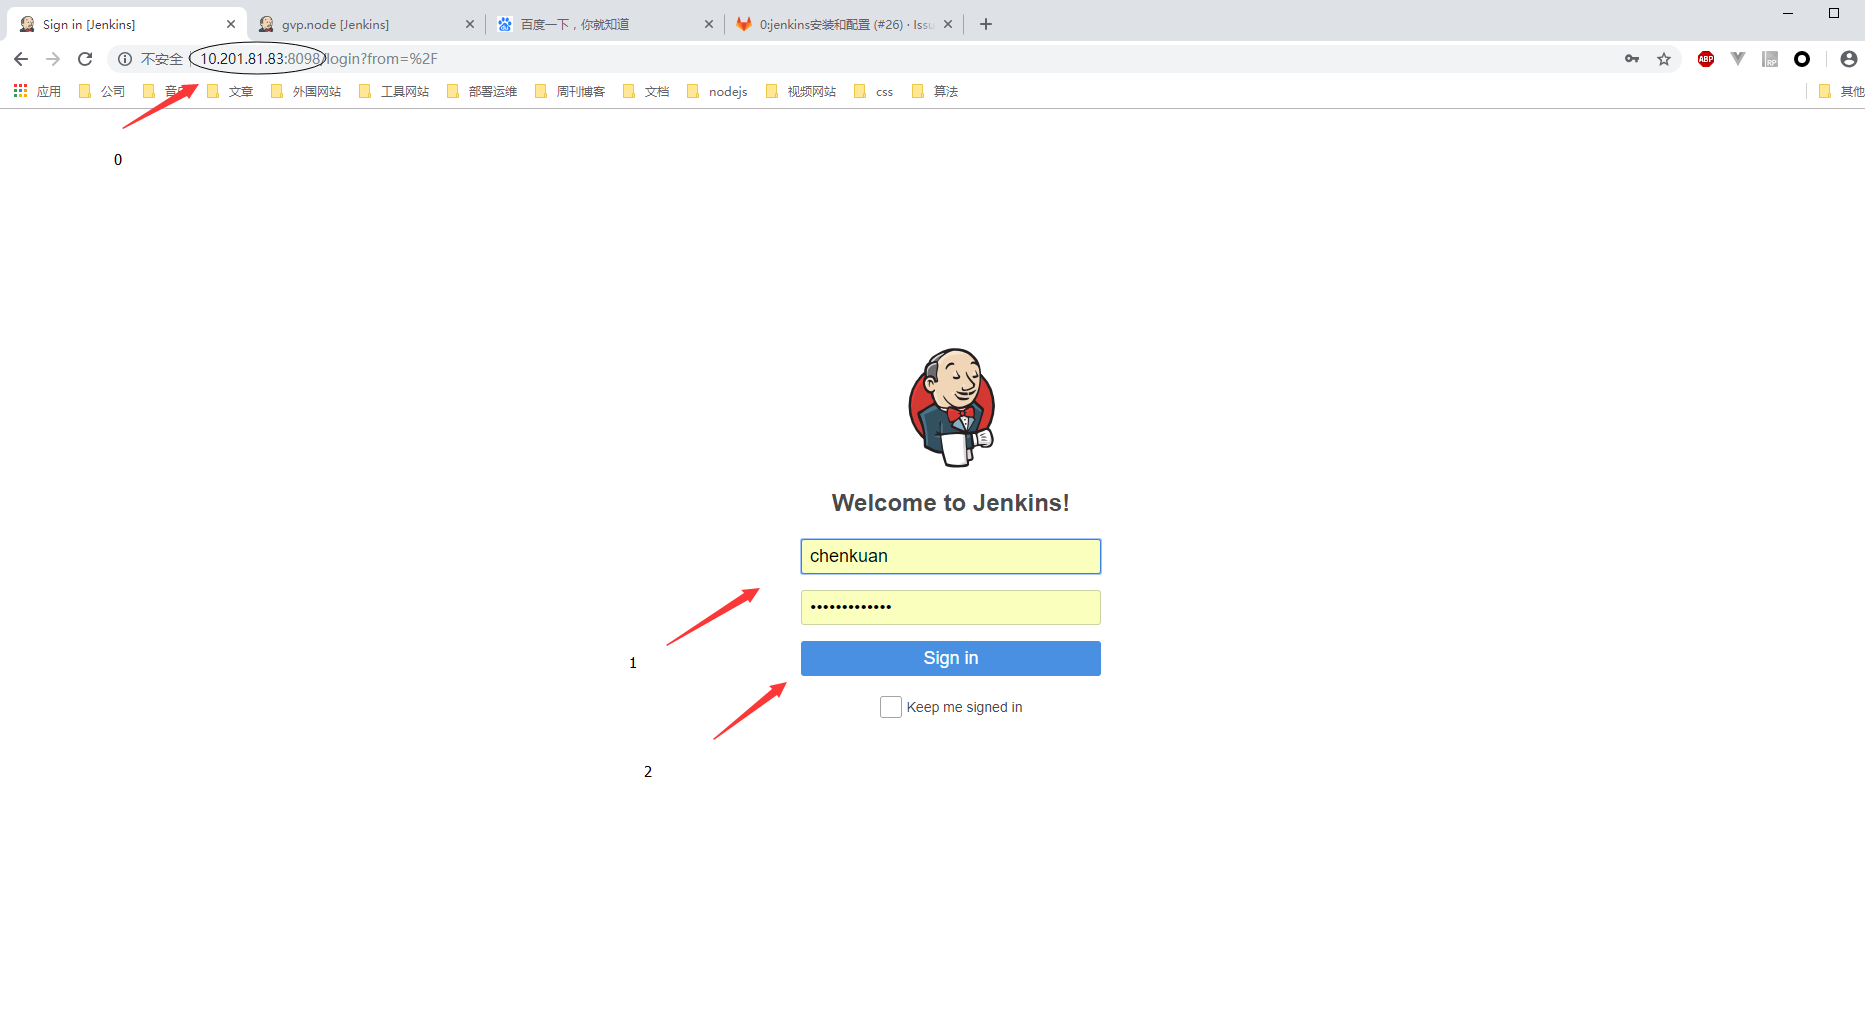 Sign in [Jenkins]
gvp.node [Jenkins]
百度一下，你就知道
0:jenkins安装和配置 (#26) · Issu
不安全 10.201.81.83:8098/login?from=%2F
ABP
RP
应用 公司 文章 外国网站 工具网站 部署运维 周刊博客 文档 nodejs 视频网站 css 算法 其他
0
Welcome to Jenkins!
chenkuan
•••••••••••••
Sign in
1
Keep me signed in
2